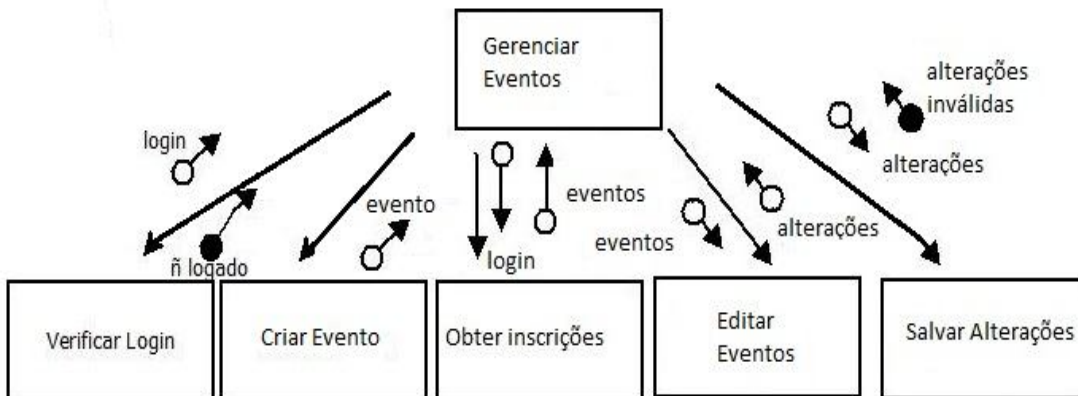 Gerenciar
Eventos
alterações
inválidas
login
alterações
evento
eventos
alterações
eventos
login
ñ logado
Verificar Login
Criar Evento
Obter inscrições
Editar
Eventos
Salvar Alterações